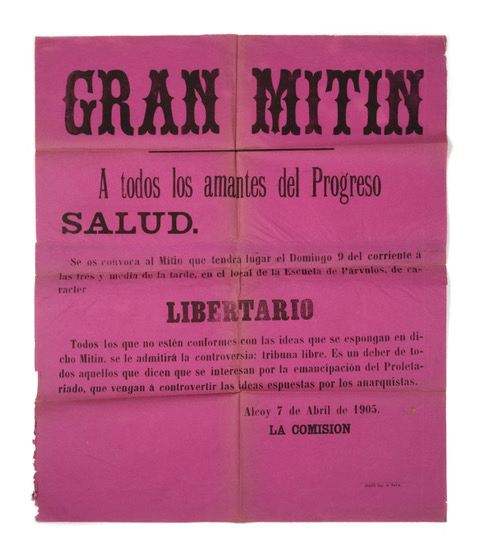 GRAN MITIN
A todos los amantes del Progreso
SALUD.
Se os convoca al Mitin que tendrá lugar el Domingo 9 del corriente á
las tres y media de la tarde, en el local de la Escuela de Párvulos, de ca-
racter
LIBERTARIO
Todos los que no estén conformes con las ideas que se espongan en di-
cho Mitin, se le admitirá la controversia: tribuna libre. Es un deber de to-
dos aquellos que dicen que se interesan por la emancipación del Proleta-
riado, que vengan á controvertir las ideas espuestas por los anarquistas.
Alcoy 7 de Abril de 1905.
LA COMISION